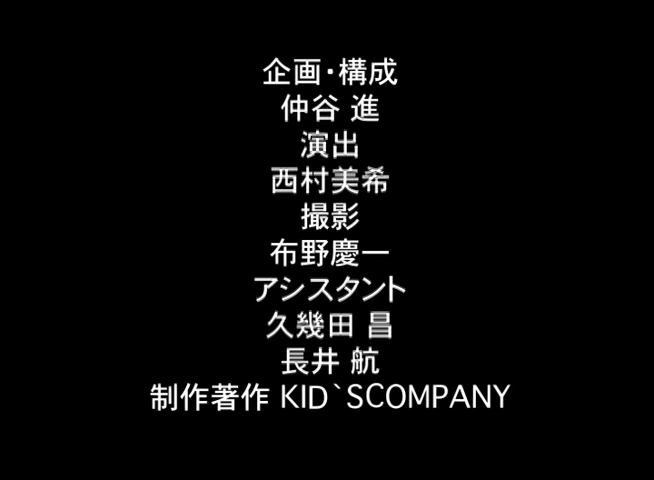 企画・構成
仲谷 進
演出
西村美希
撮影
布野慶一
アシスタント
久幾田 昌
長井 航
制作著作 KID`SCOMPANY